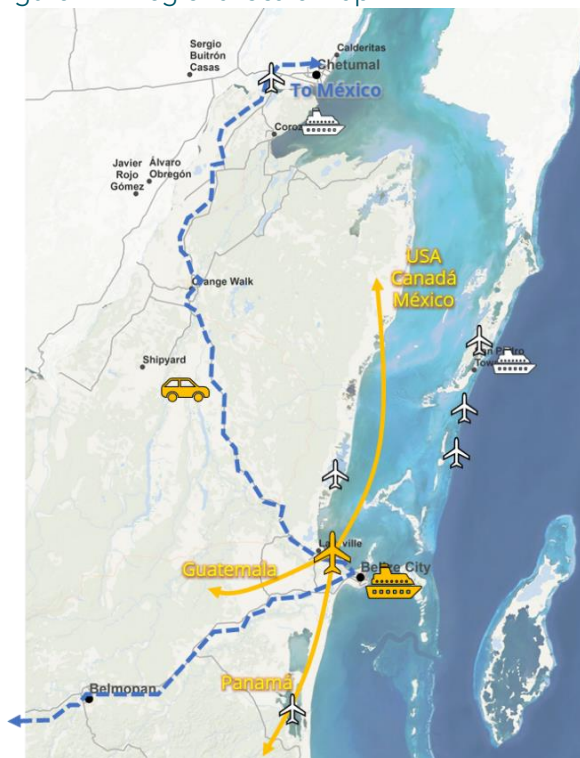 Calderitas
Sergio
Buitrón
Casas
Chetumal
To México
Javier
Rojo
Gómez
Álvaro
Obregón
USA
Canadá
México
Orange Walk
Shipyard
Guatemala
Belize City
Panamá
Belmopan